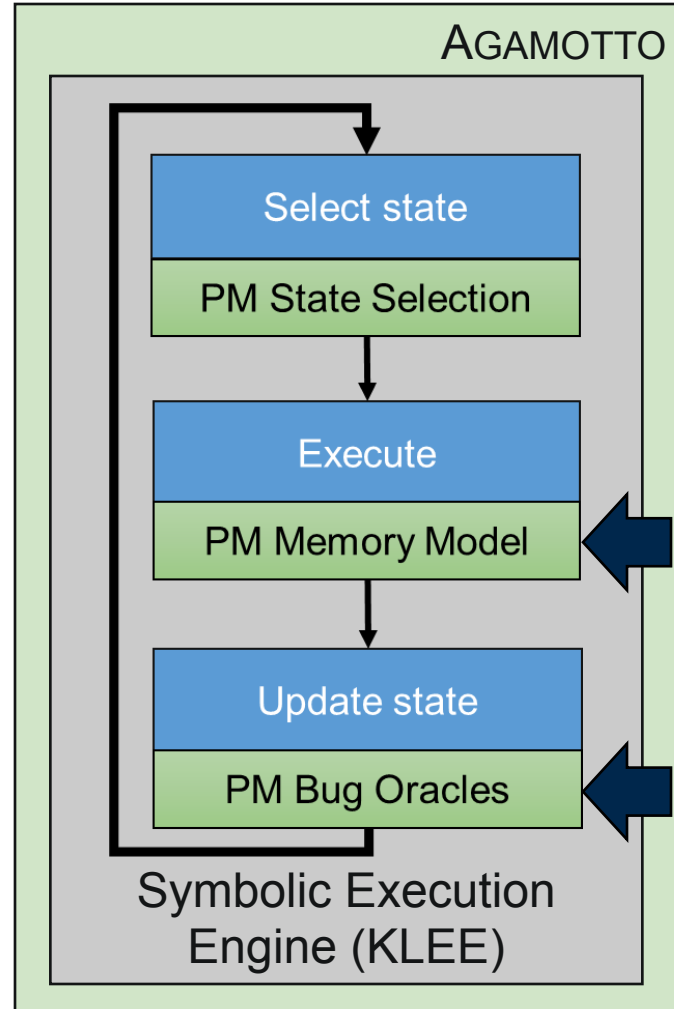 AGAMOTTO
Select state
PM State Selection
Execute
PM Memory Model
Update state
PM Bug Oracles
Symbolic Execution
Engine (KLEE)